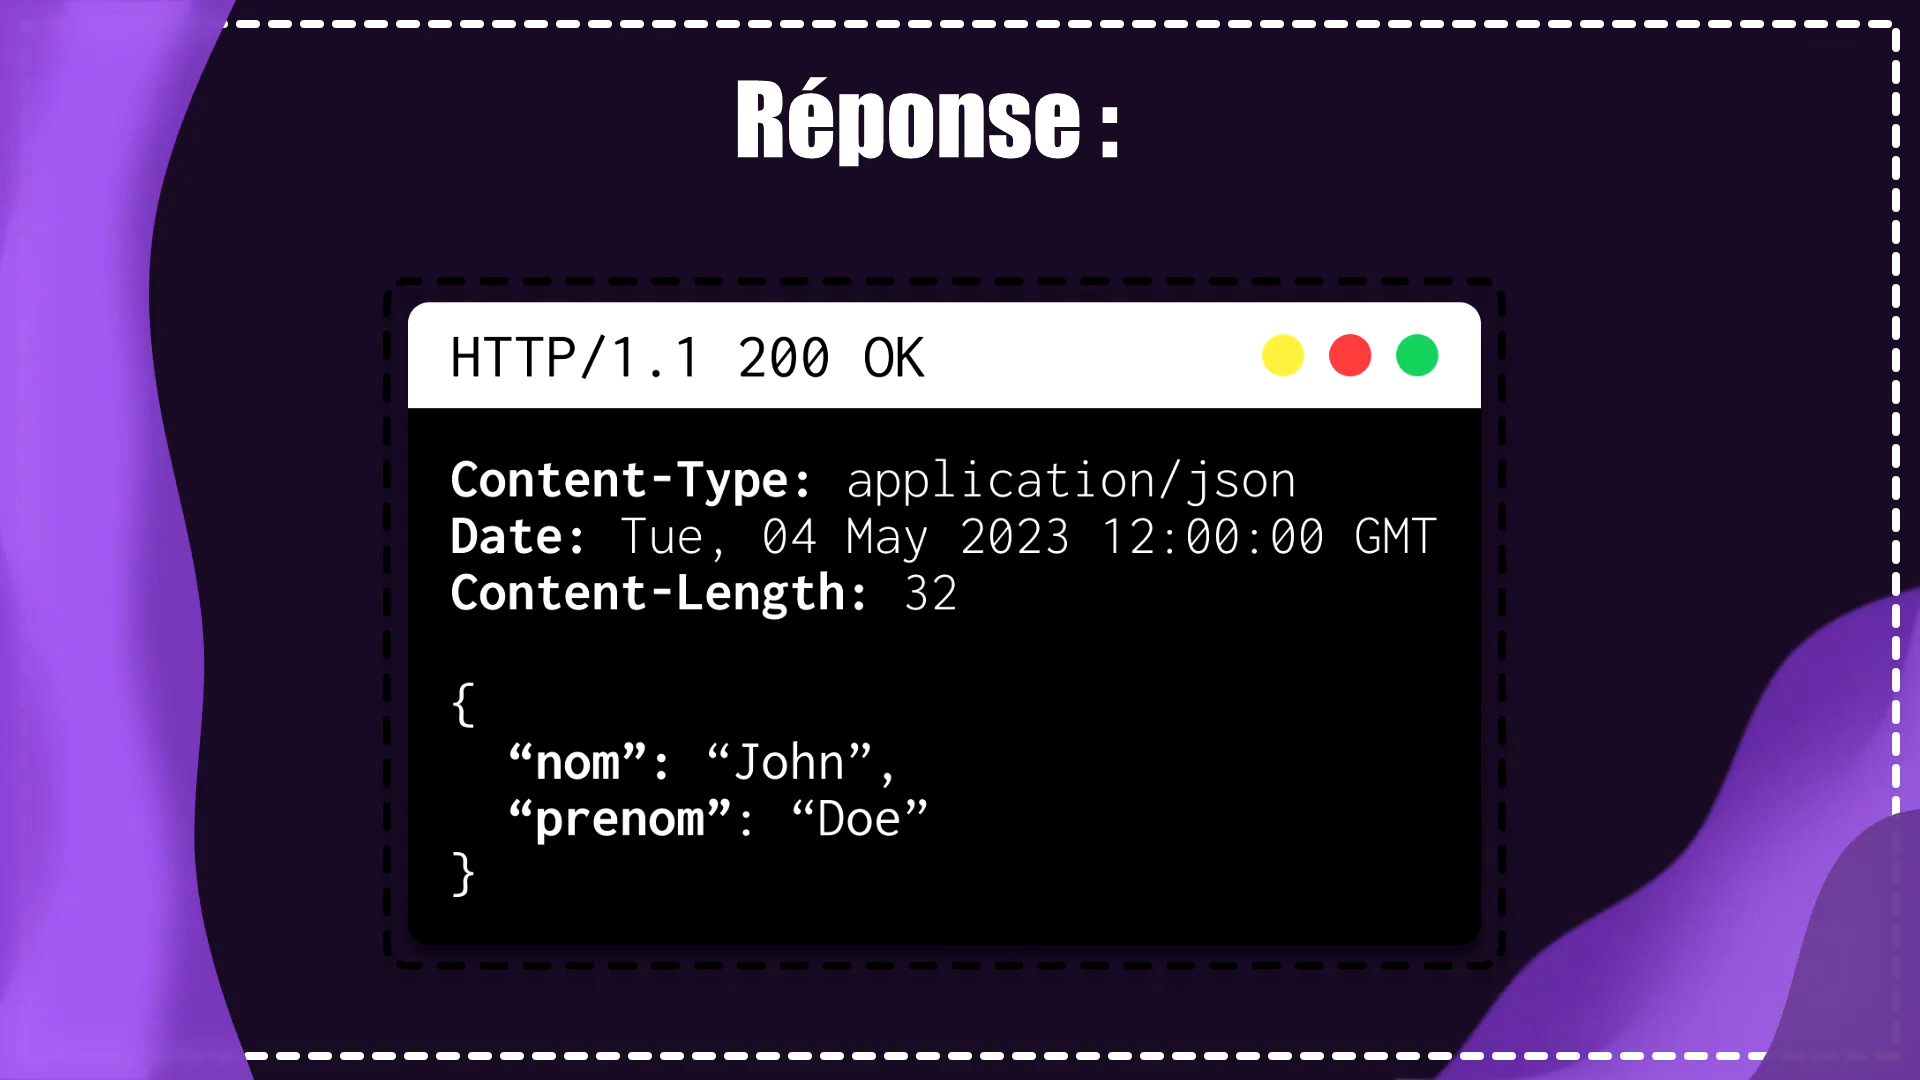 Réponse :
HTTP/1.1 200 OK
Content-Type: application/json
Date: Tue, 04 May 2023 12:00:00 GMT
Content-Length: 32
{
“nom”: “John”,
“prenom”: “Doe”
}